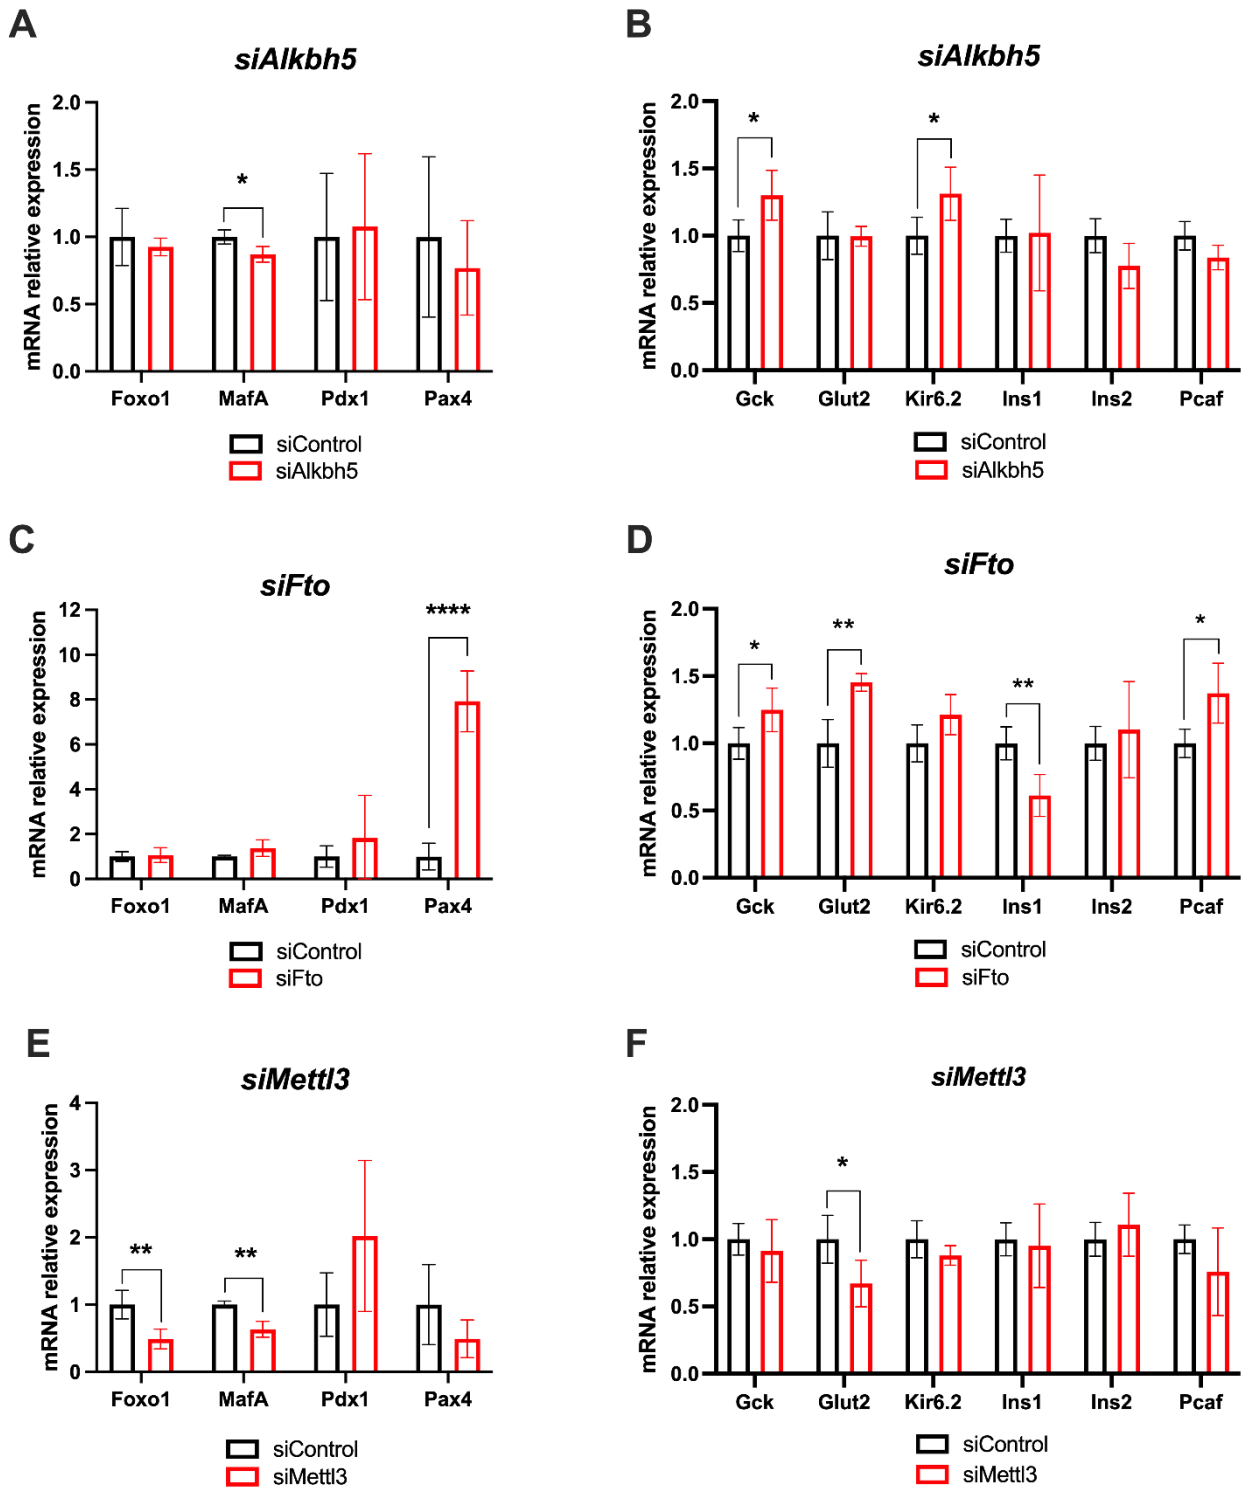 A
siAlkbh5
mRNA relative expression
2.0
1.5
1.0
0.5
0.0
*
Foxo1 MafA Pdx1 Pax4
siControl
siAlkbh5
B
siAlkbh5
mRNA relative expression
2.0
1.5
1.0
0.5
0.0
* *
Gck Glut2 Kir6.2 Ins1 Ins2 Pcaf
siControl
siAlkbh5
C
siFto
mRNA relative expression
12
10
8
6
4
2
0
****
Foxo1 MafA Pdx1 Pax4
siControl
siFto
D
siFto
mRNA relative expression
2.0
1.5
1.0
0.5
0.0
* ** ** *
Gck Glut2 Kir6.2 Ins1 Ins2 Pcaf
siControl
siFto
E
siMettl3
mRNA relative expression
4
3
2
1
0
** **
Foxo1 MafA Pdx1 Pax4
siControl
siMettl3
F
siMettl3
mRNA relative expression
2.0
1.5
1.0
0.5
0.0
*
Gck Glut2 Kir6.2 Ins1 Ins2 Pcaf
siControl
siMettl3